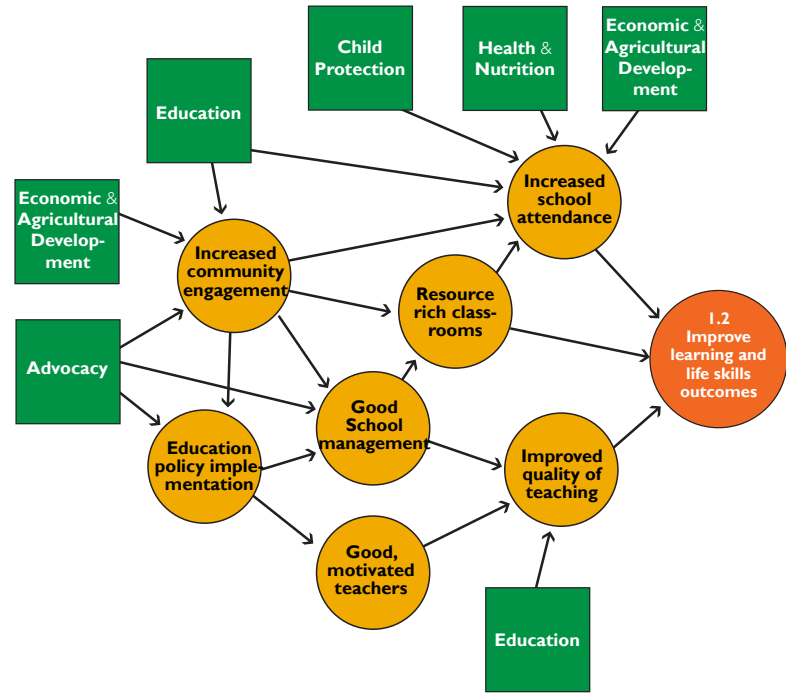 Child
Protection
Health &
Nutrition
Economic &
Agricultural
Develop-
ment
Education
Economic &
Agricultural
Develop-
ment
Increased
school
attendance
Increased
community
engagement
Resource
rich class-
rooms
1.2
Improve
learning and
life skills
outcomes
Advocacy
Good
School
management
Education
policy imple-
mentation
Improved
quality of
teaching
Good,
motivated
teachers
Education